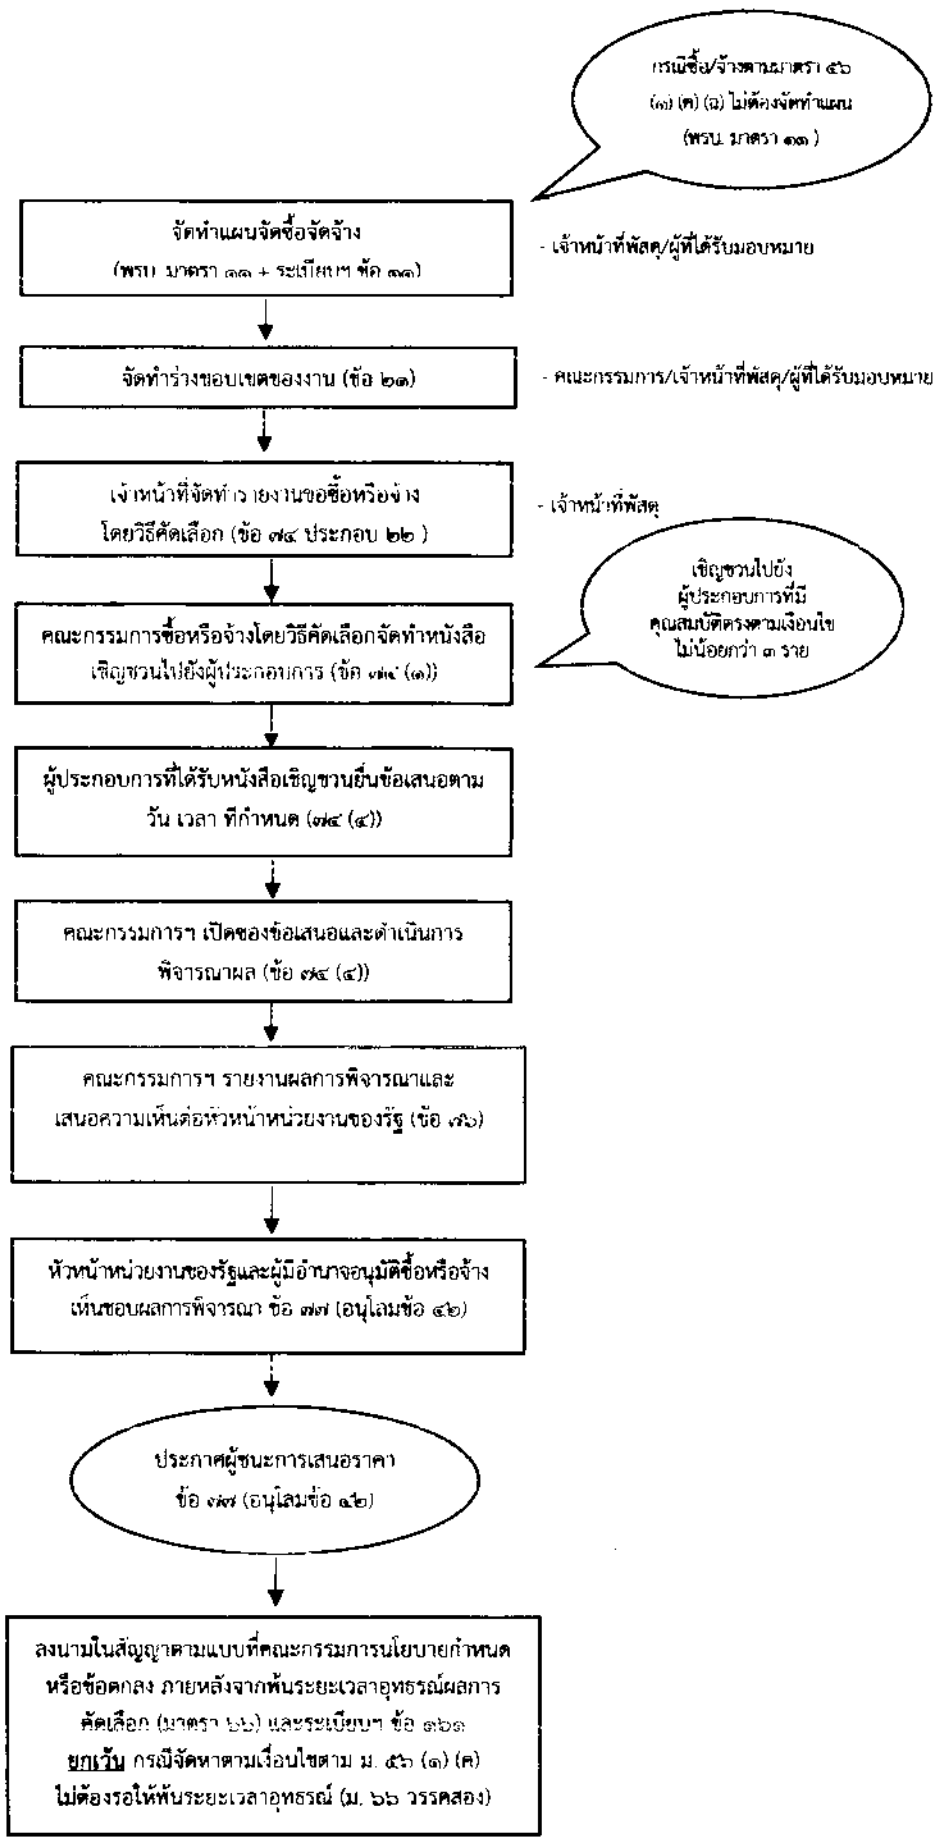 กรณีซื้อ/จ้างตามมาตรา ๕๖
(๑) (ค) (ฉ) ไม่ต้องจัดทำแผน
(พรบ. มาตรา ๑๑ )
จัดทำแผนจัดซื้อจัดจ้าง
(พรบ. มาตรา ๑๑ + ระเบียบฯ ข้อ ๑๑)
- เจ้าหน้าที่พัสดุ/ผู้ที่ได้รับมอบหมาย
จัดทำร่างขอบเขตของงาน (ข้อ ๒๑)
- คณะกรรมการ/เจ้าหน้าที่พัสดุ/ผู้ที่ได้รับมอบหมาย
เจ้าหน้าที่จัดทำรายงานขอซื้อหรือจ้าง
โดยวิธีคัดเลือก (ข้อ ๗๔ ประกอบ ๒๒ )
- เจ้าหน้าที่พัสดุ
เชิญชวนไปยัง
ผู้ประกอบการที่มี
คุณสมบัติตรงตามเงื่อนไข
ไม่น้อยกว่า ๓ ราย
คณะกรรมการซื้อหรือจ้างโดยวิธีคัดเลือกจัดทำหนังสือ
เชิญชวนไปยังผู้ประกอบการ (ข้อ ๗๔ (๑))
ผู้ประกอบการที่ได้รับหนังสือเชิญชวนยื่นข้อเสนอตาม
วัน เวลา ที่กำหนด (๗๔ (๔))
คณะกรรมการฯ เปิดซองข้อเสนอและดำเนินการ
พิจารณาผล (ข้อ ๗๔ (๔))
คณะกรรมการฯ รายงานผลการพิจารณาและ
เสนอความเห็นต่อหัวหน้าหน่วยงานของรัฐ (ข้อ ๗๖)
หัวหน้าหน่วยงานของรัฐและผู้มีอำนาจอนุมัติซื้อหรือจ้าง
เห็นชอบผลการพิจารณา ข้อ ๗๗ (อนุโลมข้อ ๔๒)
ประกาศผู้ชนะการเสนอราคา
ข้อ ๗๗ (อนุโลมข้อ ๔๒)
ลงนามในสัญญาตามแบบที่คณะกรรมการนโยบายกำหนด
หรือข้อตกลง ภายหลังจากพ้นระยะเวลาอุทธรณ์ผลการ
คัดเลือก (มาตรา ๖๖) และระเบียบฯ ข้อ ๑๖๑
ยกเว้น กรณีจัดหาตามเงื่อนไขตาม ม. ๕๖ (๑) (ค)
ไม่ต้องรอให้พ้นระยะเวลาอุทธรณ์ (ม. ๖๖ วรรคสอง)